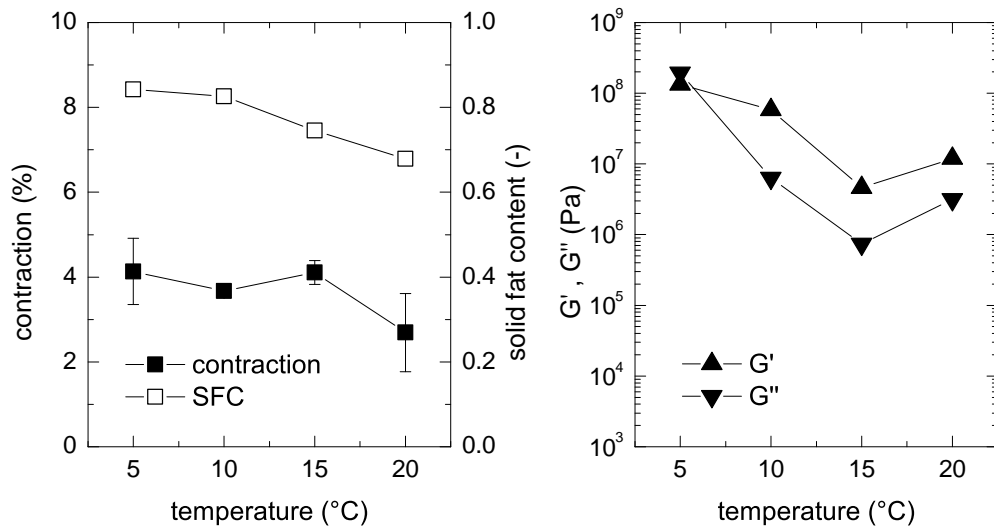 10
8
6
4
2
0
contraction (%)
1.0
0.8
0.6
0.4
0.2
0.0
solid fat content (-)
contraction
SFC
5 10 15 20
temperature (°C)
10⁹
10⁸
10⁷
10⁶
10⁵
10⁴
10³
G' , G'' (Pa)
G'
G''
5 10 15 20
temperature (°C)